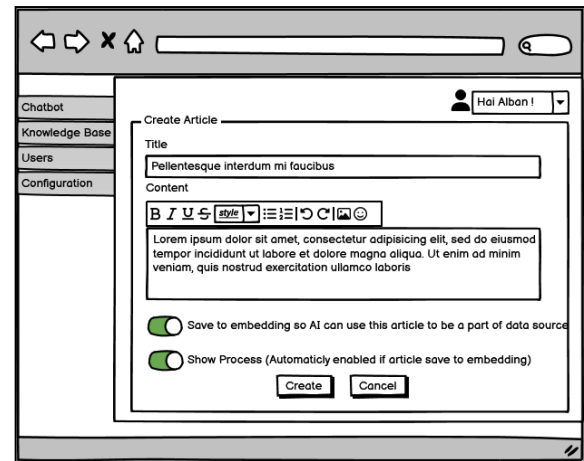 Hai Alban !
Chatbot
Knowledge Base
Users
Configuration
Create Article
Title
Pellentesque interdum mi faucibus
Content
B I U S style
Lorem ipsum dolor sit amet, consectetur adipisicing elit, sed do eiusmod
tempor incididunt ut labore et dolore magna aliqua. Ut enim ad minim
veniam, quis nostrud exercitation ullamco laboris
Save to embedding so AI can use this article to be a part of data source
Show Process (Automaticly enabled if article save to embedding)
Create Cancel